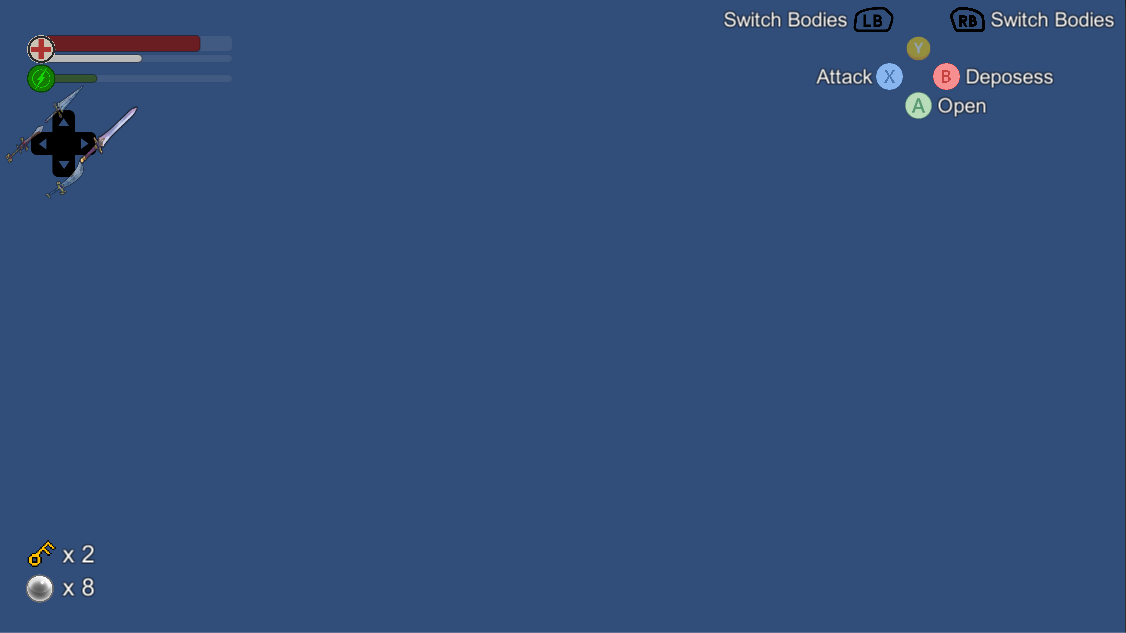 Switch Bodies LB RB Switch Bodies
Y
Attack X B Deposess
A Open
x 2
x 8